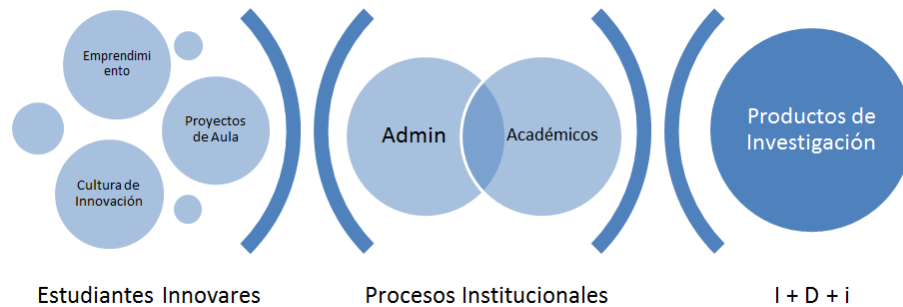 Emprendimi
ento
Proyectos
de Aula
Cultura de
Innovación
Admin
Académicos
Productos de
Investigación
Estudiantes Innovares
Procesos Institucionales
I + D + i